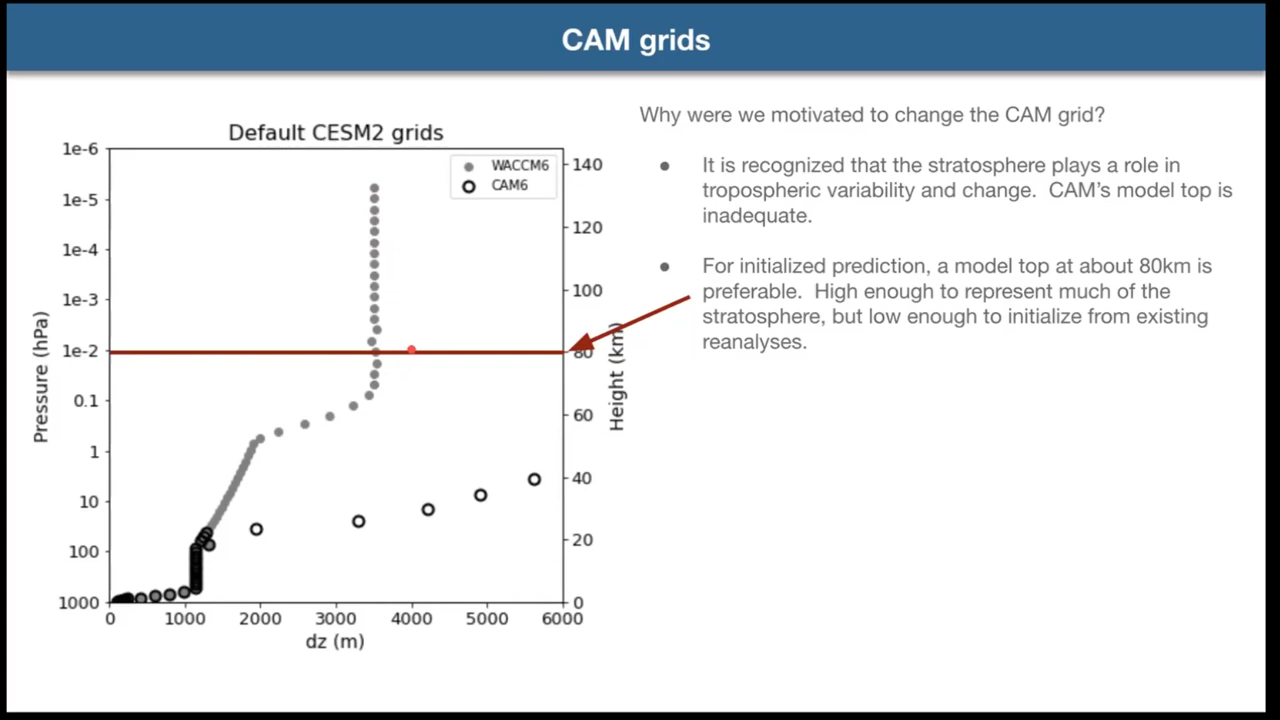 CAM grids
Why were we motivated to change the CAM grid?
Default CESM2 grids
WACCM6
CAM6
● It is recognized that the stratosphere plays a role in
tropospheric variability and change. CAM's model top is
inadequate.
● For initialized prediction, a model top at about 80km is
preferable. High enough to represent much of the
stratosphere, but low enough to initialize from existing
reanalyses.
Pressure (hPa)
1e-6
1e-5
1e-4
1e-3
1e-2
0.1
1
10
100
1000
140
120
100
80
60
40
20
0
Height (km)
0 1000 2000 3000 4000 5000 6000
dz (m)